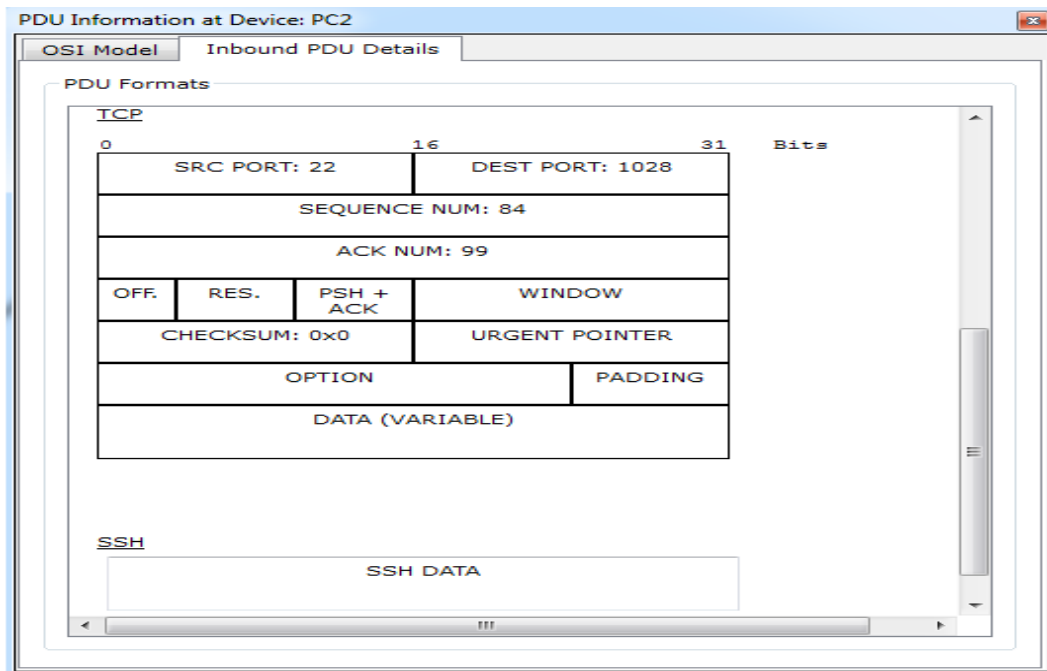 PDU Information at Device: PC2
OSI Model Inbound PDU Details
PDU Formats
TCP
0 16 31 Bits
SRC PORT: 22 DEST PORT: 1028
SEQUENCE NUM: 84
ACK NUM: 99
OFF. RES. PSH + ACK WINDOW
CHECKSUM: 0x0 URGENT POINTER
OPTION PADDING
DATA (VARIABLE)
SSH
SSH DATA